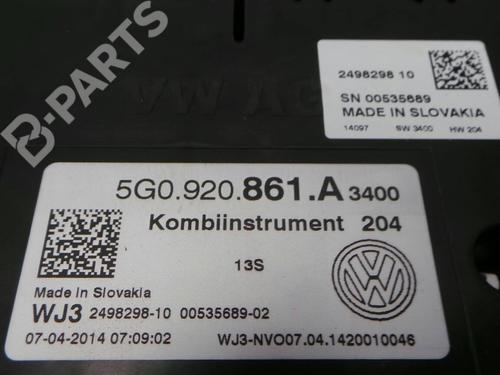 B-PARTS
VW AG
2498298 10
SN 00535689
MADE IN SLOVAKIA
14097 SW 3400 HW 204
5G0.920.861.A 3400
Kombiinstrument 204
13S
Made in Slovakia
WJ3 2498298-10 00535689-02
07-04-2014 07:09:02 WJ3-NVO07.04.1420010046